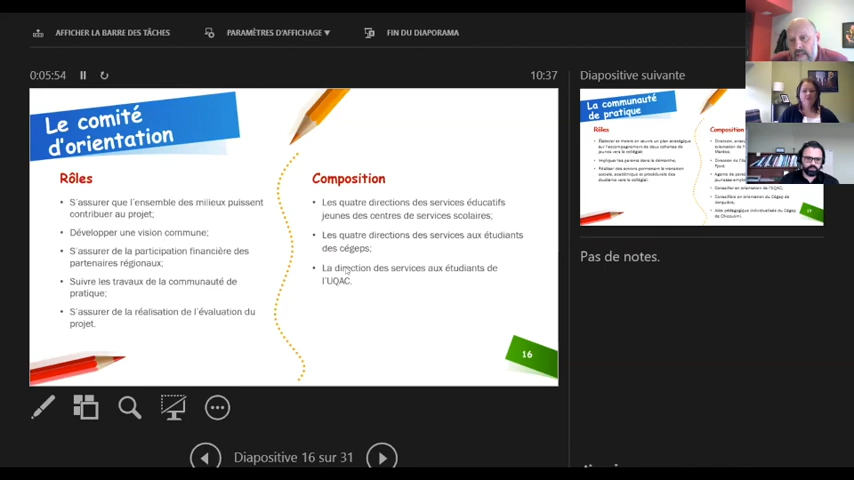 AFFICHER LA BARRE DES TÂCHES
PARAMÈTRES D'AFFICHAGE ▼
FIN DU DIAPORAMA
0:05:54
10:37
Diapositive suivante
Le comité
d'orientation
Rôles
• S'assurer que l'ensemble des milieux puissent
contribuer au projet;
• Développer une vision commune;
• S'assurer de la participation financière des
partenaires régionaux;
• Suivre les travaux de la communauté de
pratique;
• S'assurer de la réalisation de l'évaluation du
projet.
Composition
• Les quatre directions des services éducatifs
jeunes des centres de services scolaires;
• Les quatre directions des services aux étudiants
des cégeps;
• La direction des services aux étudiants de
l'UQAC.
16
La communauté
de pratique
Rôles
Composition
17
Pas de notes.
Diapositive 16 sur 31